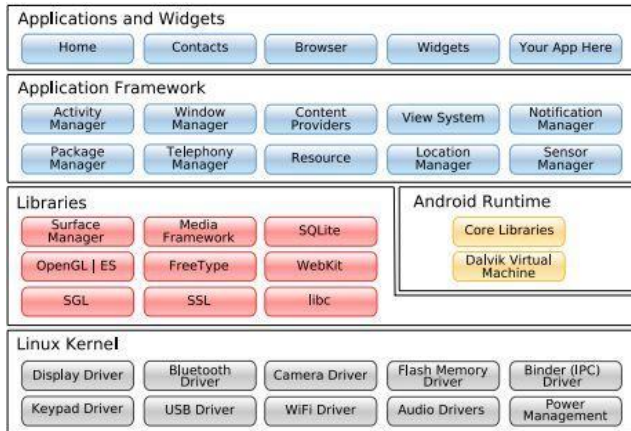 Applications and Widgets
Home
Contacts
Browser
Widgets
Your App Here
Application Framework
Activity
Manager
Window
Manager
Content
Providers
View System
Notification
Manager
Package
Manager
Telephony
Manager
Resource
Location
Manager
Sensor
Manager
Libraries
Surface
Manager
Media
Framework
SQLite
OpenGL | ES
FreeType
WebKit
SGL
SSL
libc
Android Runtime
Core Libraries
Dalvik Virtual
Machine
Linux Kernel
Display Driver
Bluetooth
Driver
Camera Driver
Flash Memory
Driver
Binder (IPC)
Driver
Keypad Driver
USB Driver
WiFi Driver
Audio Drivers
Power
Management